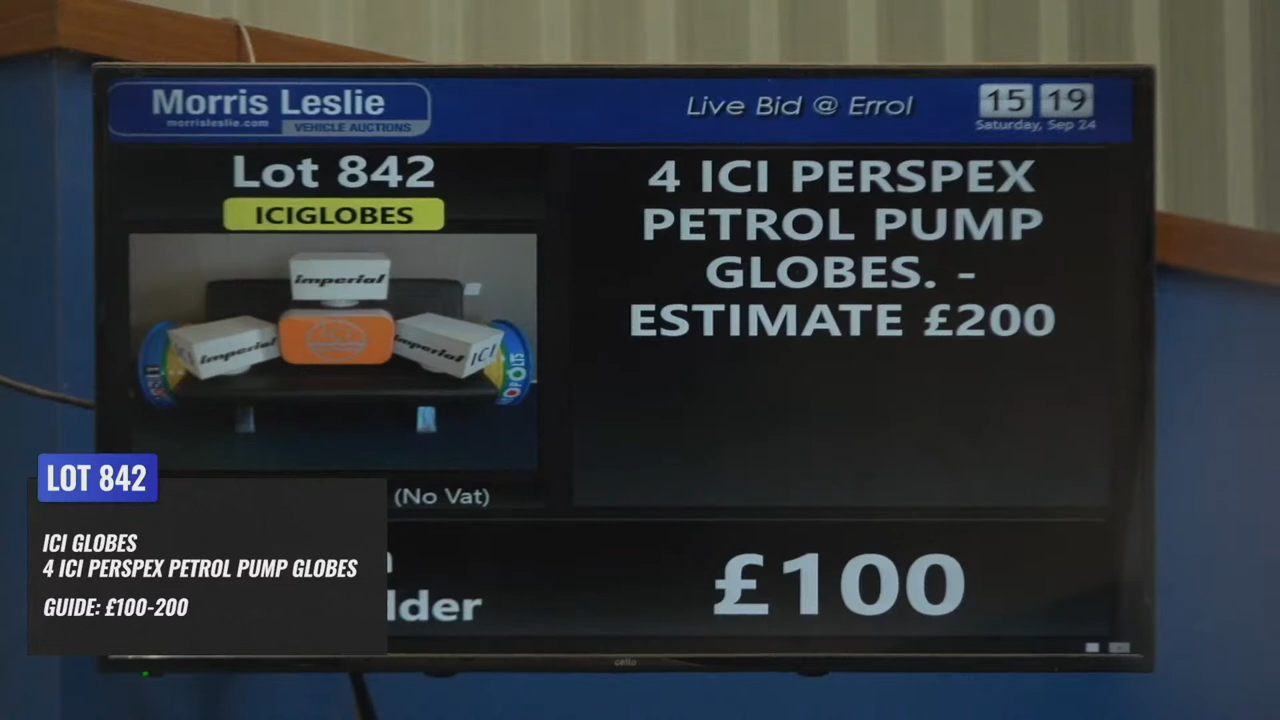 Morris Leslie
morrisleslie.com
VEHICLE AUCTIONS
Live Bid @ Errol
15 19
Saturday, Sep 24
Lot 842
ICIGLOBES
imperial
imperial
imperial
ICI
4 ICI PERSPEX
PETROL PUMP
GLOBES. -
ESTIMATE £200
(No Vat)
lder
£100
cello
LOT 842
ICI GLOBES
4 ICI PERSPEX PETROL PUMP GLOBES
GUIDE: £100-200